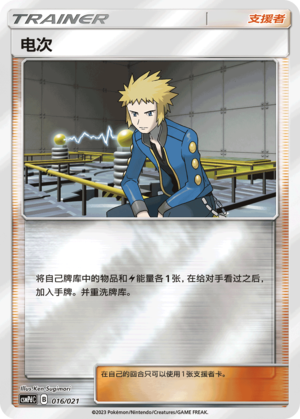 TRAINER 支援者
电次
将自己牌库中的物品和能量各1张，在给对手看过之后，
加入手牌。并重洗牌库。
Illus. Ken Sugimori
CSMPiC B 016/021
在自己的回合只可以使用1张支援者卡。
©2023 Pokémon/Nintendo/Creatures/GAME FREAK.